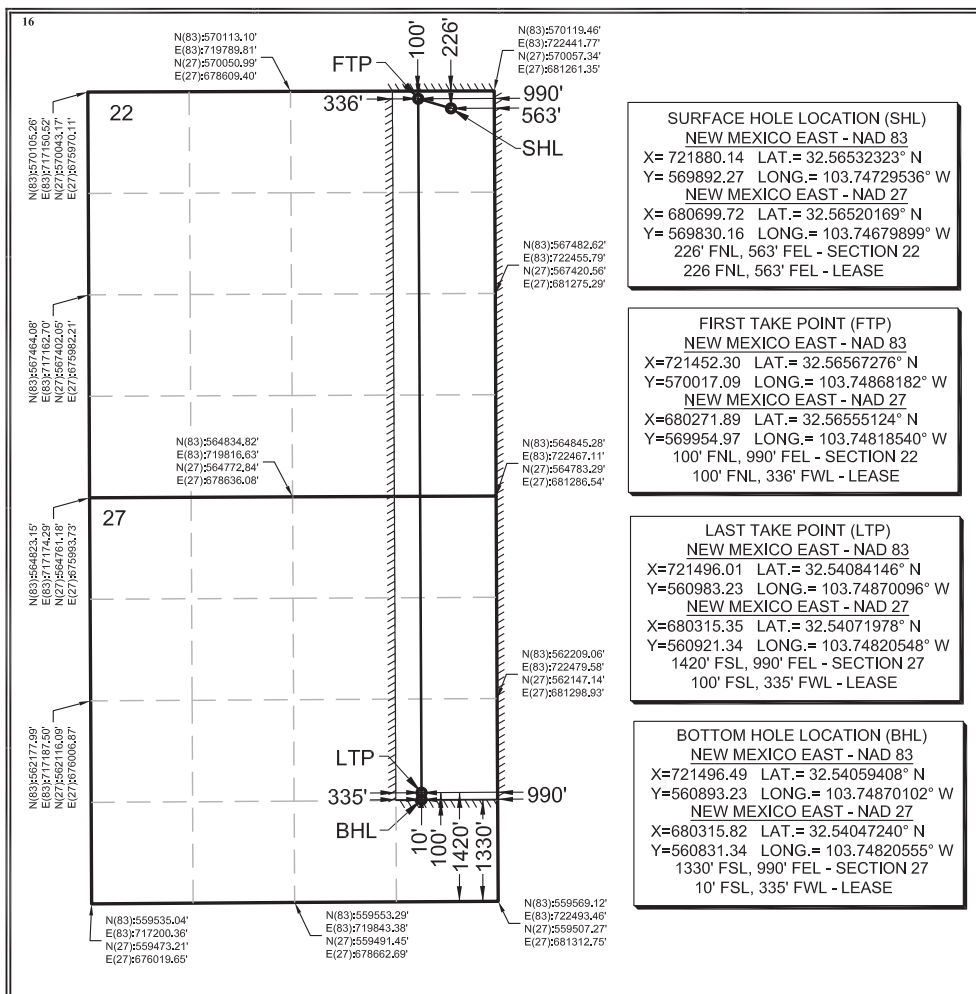 16
N(83):570113.10'
E(83):719789.81'
N(27):570050.99'
E(27):678609.40'
FTP
100'
226'
N(83):570119.46'
E(83):722441.77'
N(27):570057.34'
E(27):681261.35'
336'
990'
563'
SHL
22
N(83):570105.26'
E(83):717150.52'
N(27):570043.17'
E(27):675970.11'
N(83):567482.62'
E(83):722455.79'
N(27):567420.56'
E(27):681275.29'
N(83):567464.08'
E(83):717162.70'
N(27):567402.05'
E(27):675982.21'
N(83):564834.82'
E(83):719816.63'
N(27):564772.84'
E(27):678636.08'
N(83):564845.28'
E(83):722467.11'
N(27):564783.29'
E(27):681286.54'
27
N(83):564823.15'
E(83):717174.29'
N(27):564761.18'
E(27):675993.73'
N(83):562209.06'
E(83):722479.58'
N(27):562147.14'
E(27):681298.93'
N(83):562177.99'
E(83):717187.50'
N(27):562116.09'
E(27):676006.87'
LTP
335'
990'
BHL
10'
100'
1420'
1330'
N(83):559535.04'
E(83):717200.36'
N(27):559473.21'
E(27):676019.65'
N(83):559553.29'
E(83):719843.38'
N(27):559491.45'
E(27):678662.69'
N(83):559569.12'
E(83):722493.46'
N(27):559507.27'
E(27):681312.75'
SURFACE HOLE LOCATION (SHL)
NEW MEXICO EAST - NAD 83
X= 721880.14 LAT.= 32.56532323° N
Y= 569892.27 LONG.= 103.74729536° W
NEW MEXICO EAST - NAD 27
X= 680699.72 LAT.= 32.56520169° N
Y= 569830.16 LONG.= 103.74679899° W
226' FNL, 563' FEL - SECTION 22
226 FNL, 563' FEL - LEASE
FIRST TAKE POINT (FTP)
NEW MEXICO EAST - NAD 83
X=721452.30 LAT.= 32.56567276° N
Y=570017.09 LONG.= 103.74868182° W
NEW MEXICO EAST - NAD 27
X=680271.89 LAT.= 32.56555124° N
Y=569954.97 LONG.= 103.74818540° W
100' FNL, 990' FEL - SECTION 22
100' FNL, 336' FWL - LEASE
LAST TAKE POINT (LTP)
NEW MEXICO EAST - NAD 83
X=721496.01 LAT.= 32.54084146° N
Y=560983.23 LONG.= 103.74870096° W
NEW MEXICO EAST - NAD 27
X=680315.35 LAT.= 32.54071978° N
Y=560921.34 LONG.= 103.74820548° W
1420' FSL, 990' FEL - SECTION 27
100' FSL, 335' FWL - LEASE
BOTTOM HOLE LOCATION (BHL)
NEW MEXICO EAST - NAD 83
X=721496.49 LAT.= 32.54059408° N
Y=560893.23 LONG.= 103.74870102° W
NEW MEXICO EAST - NAD 27
X=680315.82 LAT.= 32.54047240° N
Y=560831.34 LONG.= 103.74820555° W
1330' FSL, 990' FEL - SECTION 27
10' FSL, 335' FWL - LEASE